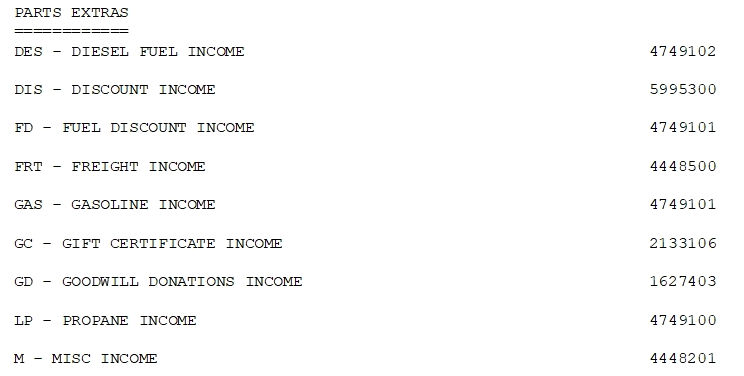 PARTS EXTRAS
============
DES - DIESEL FUEL INCOME 4749102
DIS - DISCOUNT INCOME 5995300
FD - FUEL DISCOUNT INCOME 4749101
FRT - FREIGHT INCOME 4448500
GAS - GASOLINE INCOME 4749101
GC - GIFT CERTIFICATE INCOME 2133106
GD - GOODWILL DONATIONS INCOME 1627403
LP - PROPANE INCOME 4749100
M - MISC INCOME 4448201